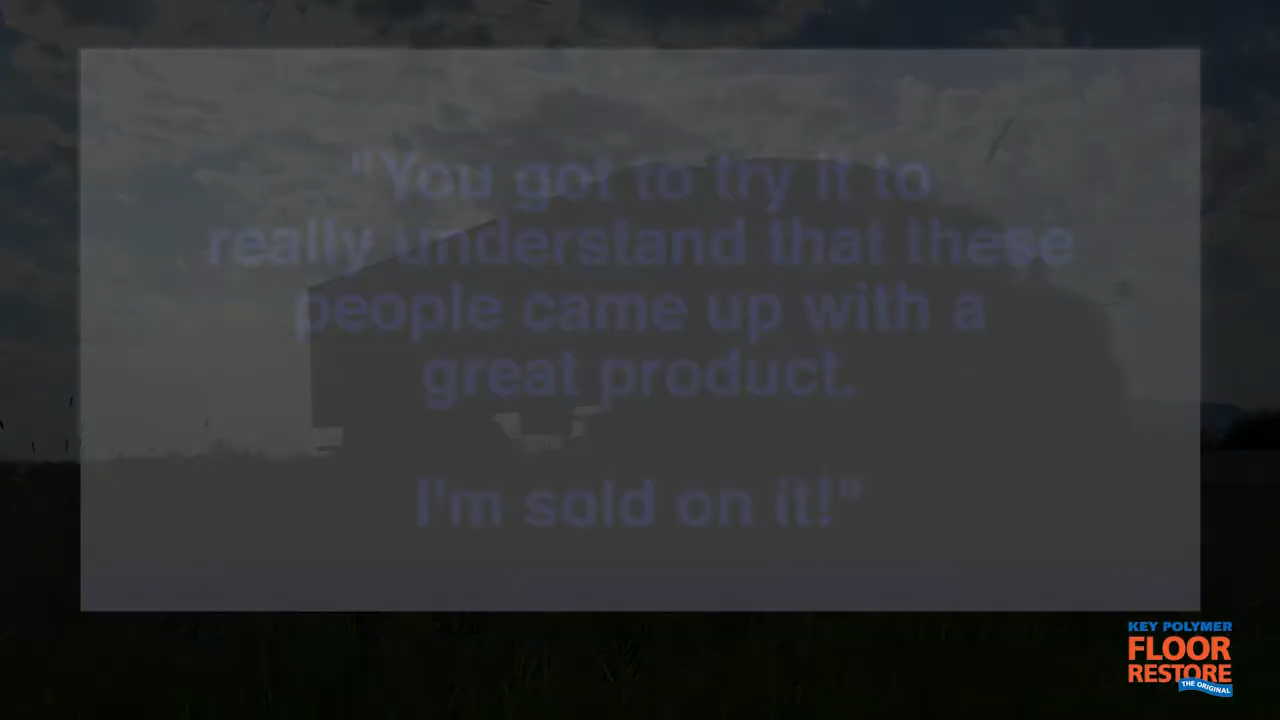 "You got to try it to
really understand that these
people came up with a
great product.
I'm sold on it!"
KEY POLYMER
FLOOR
RESTORE
THE ORIGINAL